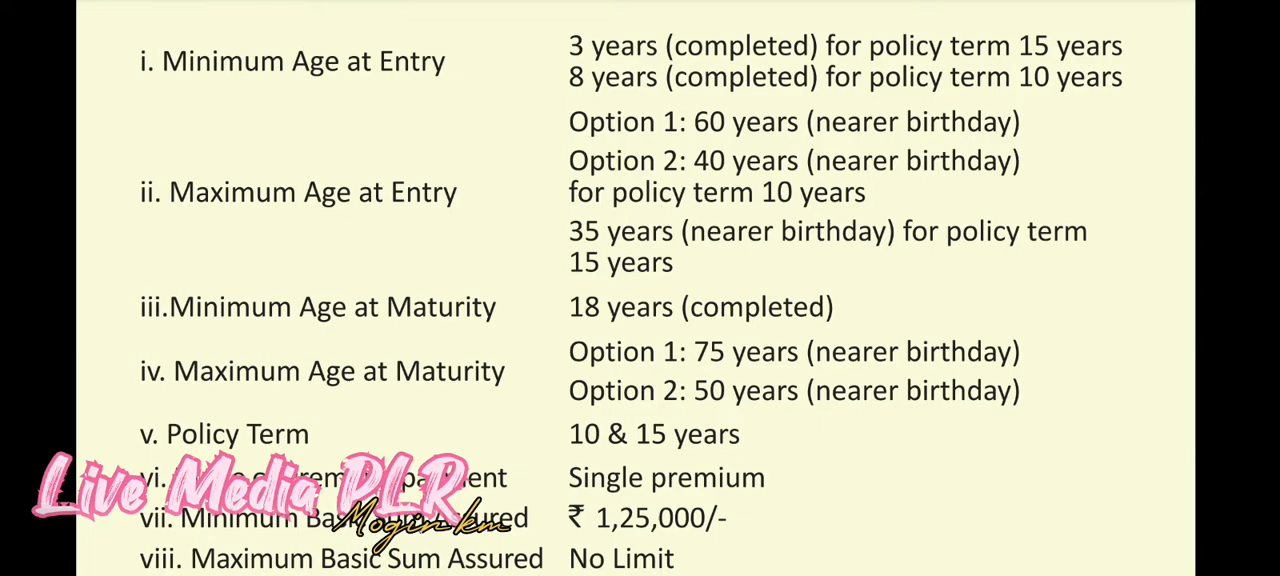 i. Minimum Age at Entry
3 years (completed) for policy term 15 years
8 years (completed) for policy term 10 years
ii. Maximum Age at Entry
Option 1: 60 years (nearer birthday)
Option 2: 40 years (nearer birthday)
for policy term 10 years
35 years (nearer birthday) for policy term
15 years
iii.Minimum Age at Maturity
18 years (completed)
iv. Maximum Age at Maturity
Option 1: 75 years (nearer birthday)
Option 2: 50 years (nearer birthday)
v. Policy Term
10 & 15 years
vi.
Single premium
Live Media PLR
Mogin km
vii. Minimum
₹ 1,25,000/-
viii. Maximum Basic Sum Assured
No Limit